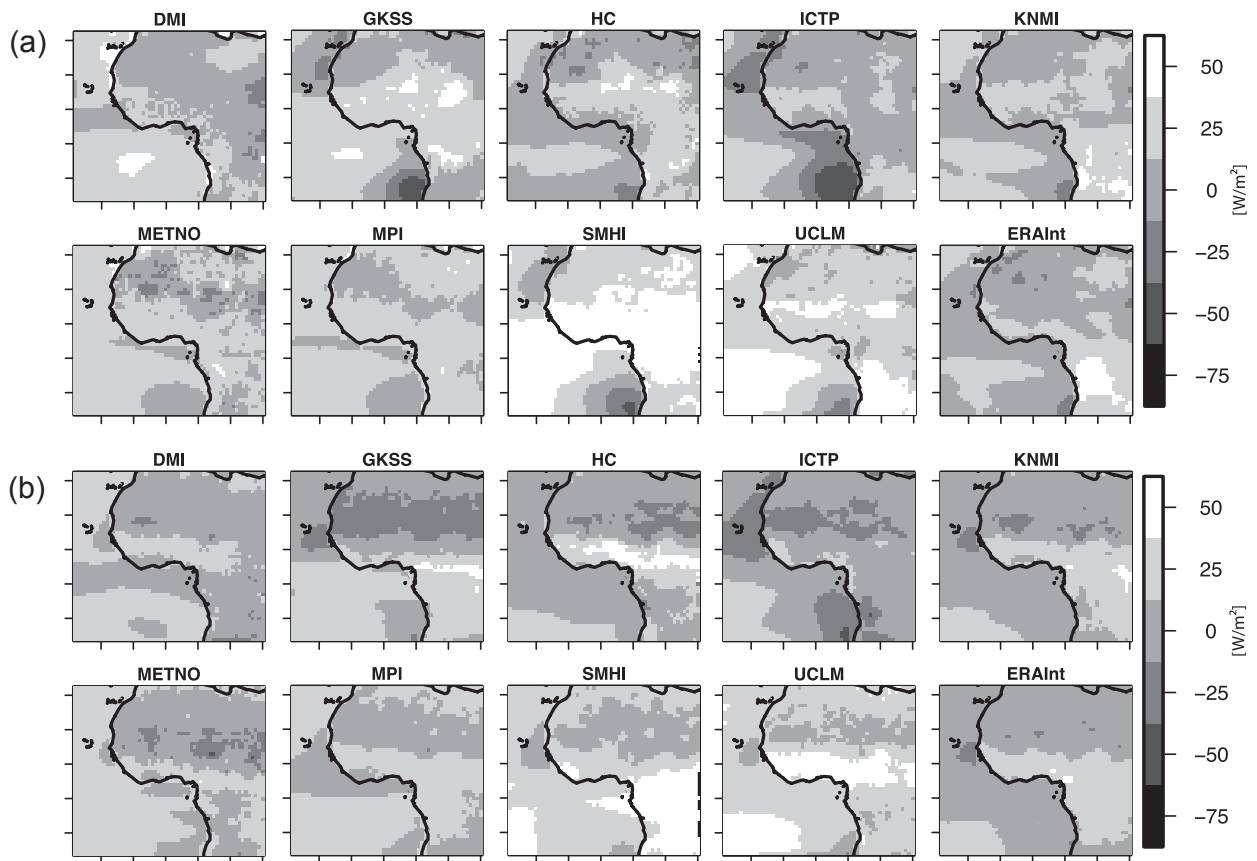 (a)
DMI GKSS HC ICTP KNMI
METNO MPI SMHI UCLM ERAInt
50
25
0
−25
−50
−75
[W/m²]
(b)
DMI GKSS HC ICTP KNMI
METNO MPI SMHI UCLM ERAInt
50
25
0
−25
−50
−75
[W/m²]